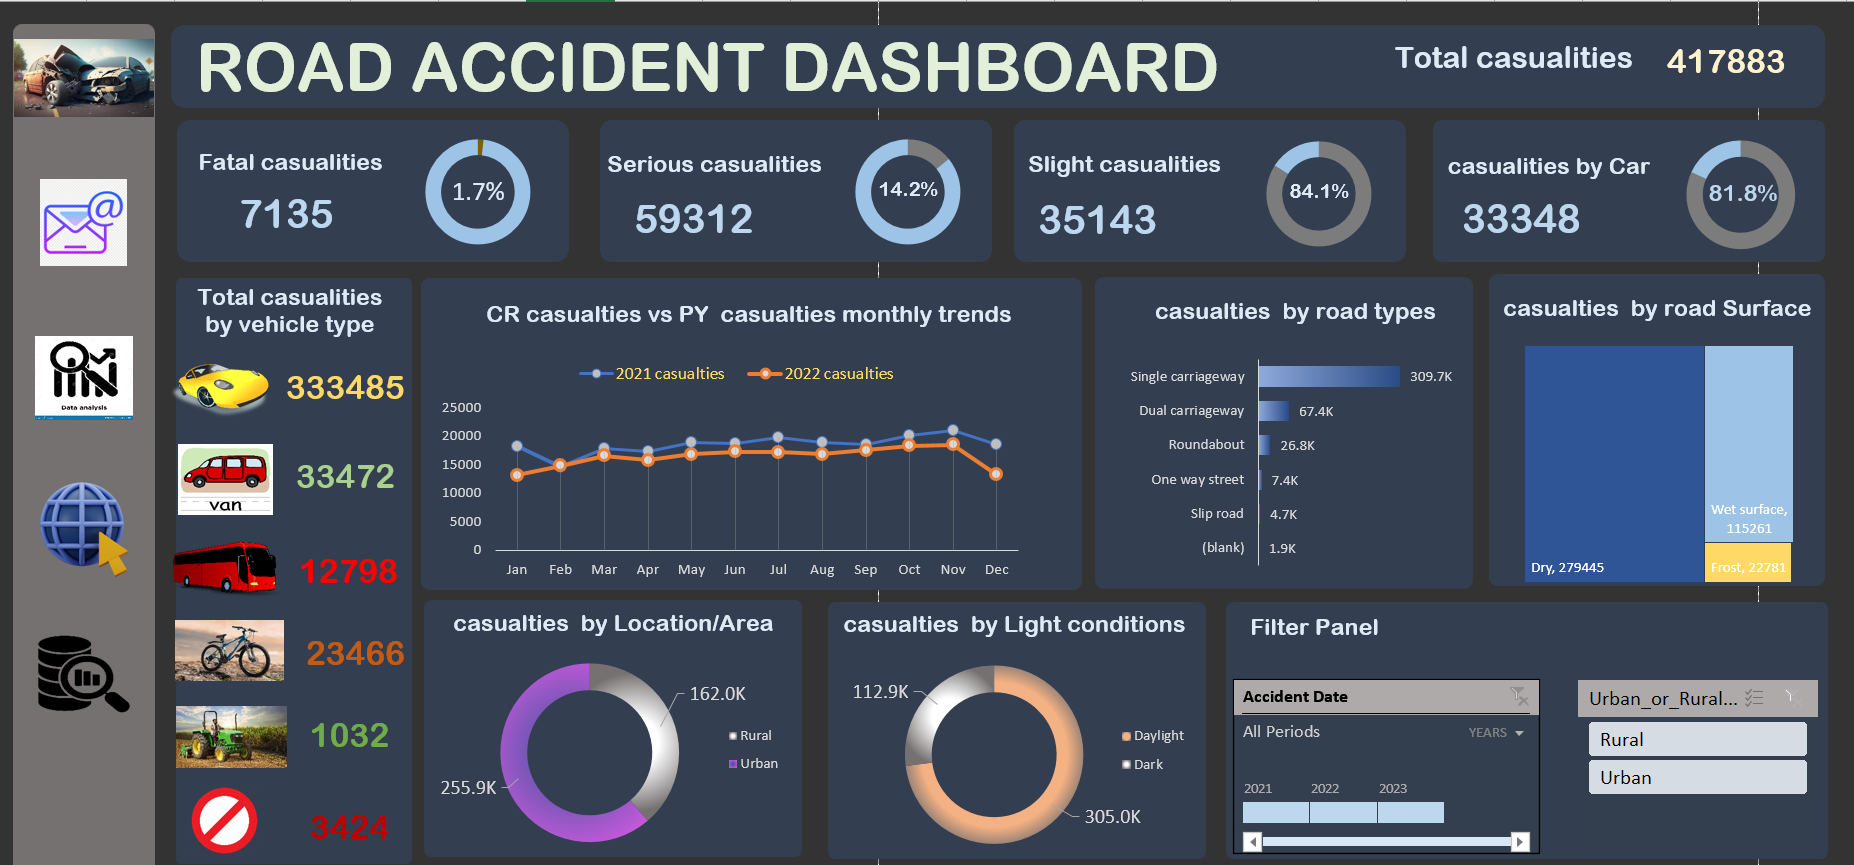 ROAD ACCIDENT DASHBOARD
Total casualities 417883
Fatal casualities
7135
1.7%
Serious casualities
59312
14.2%
Slight casualities
35143
84.1%
casualities by Car
33348
81.8%
Data analysis
Total casualities
by vehicle type
333485
van
33472
12798
23466
1032
3424
CR casualties vs PY casualties monthly trends
2021 casualties 2022 casualties
25000
20000
15000
10000
5000
0
Jan Feb Mar Apr May Jun Jul Aug Sep Oct Nov Dec
casualties by road types
Single carriageway 309.7K
Dual carriageway 67.4K
Roundabout 26.8K
One way street 7.4K
Slip road 4.7K
(blank) 1.9K
casualties by road Surface
Dry, 279445
Wet surface,
115261
Frost, 22781
casualties by Location/Area
162.0K
255.9K
Rural
Urban
casualties by Light conditions
112.9K
305.0K
Daylight
Dark
Filter Panel
Accident Date
All Periods YEARS
2021 2022 2023
Urban_or_Rural...
Rural
Urban